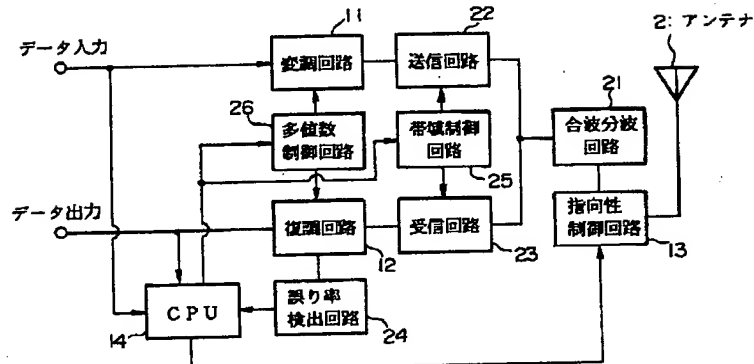 11
22
2: アンテナ
データ入力
変調回路
送信回路
21
26
多値数
制御回路
帯域制御
回路
合波分波
回路
25
データ出力
復調回路
受信回路
指向性
制御回路
12
23
13
CPU
誤り率
検出回路
14
24